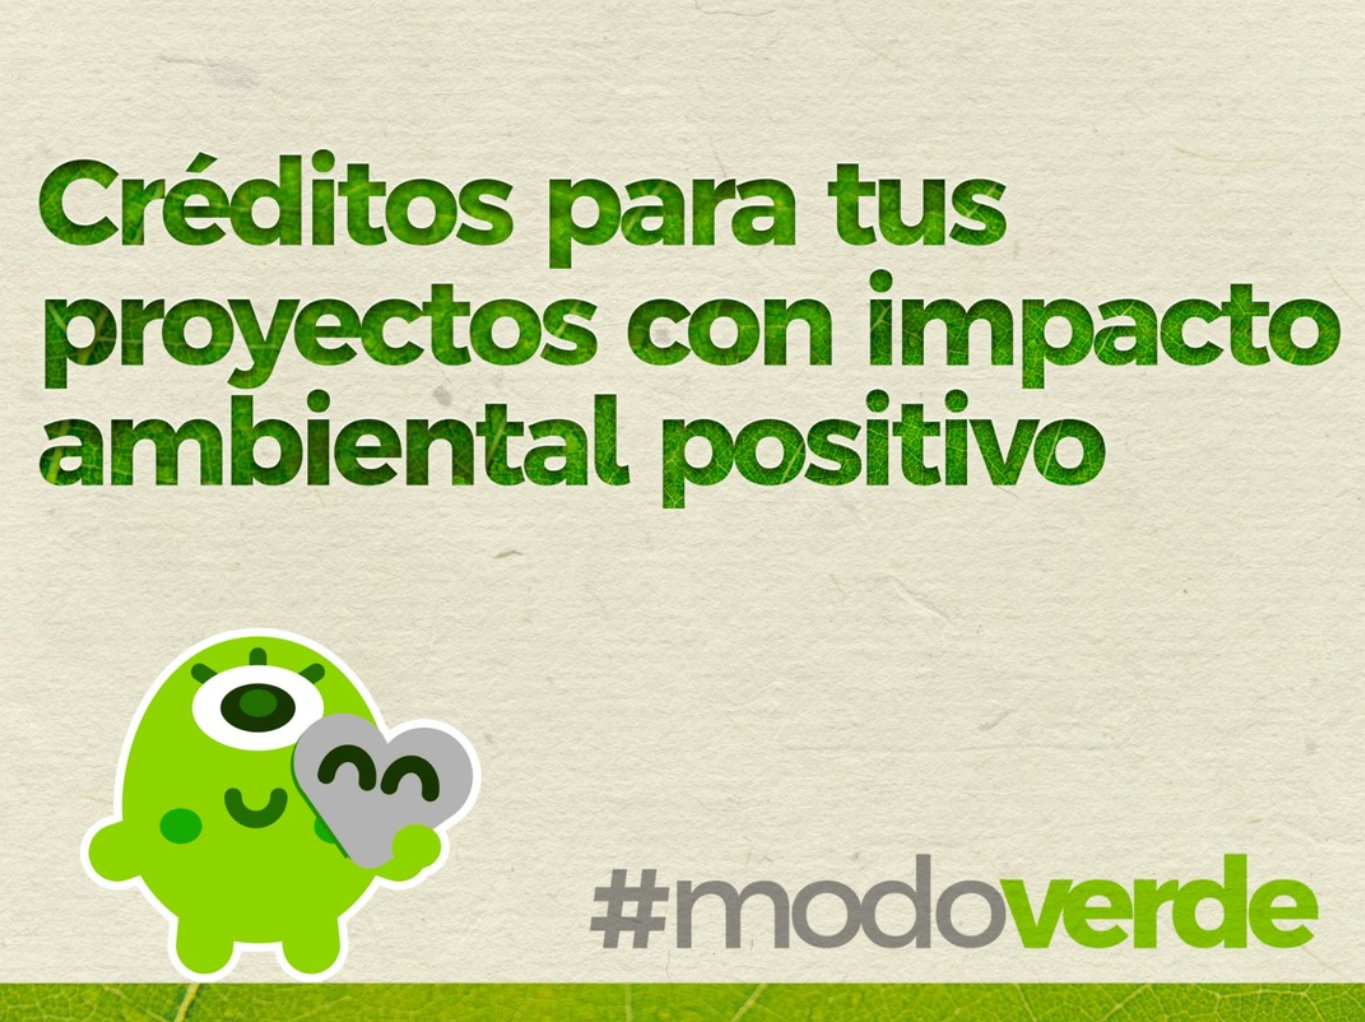 Créditos para tus
proyectos con impacto
ambiental positivo
#modoverde